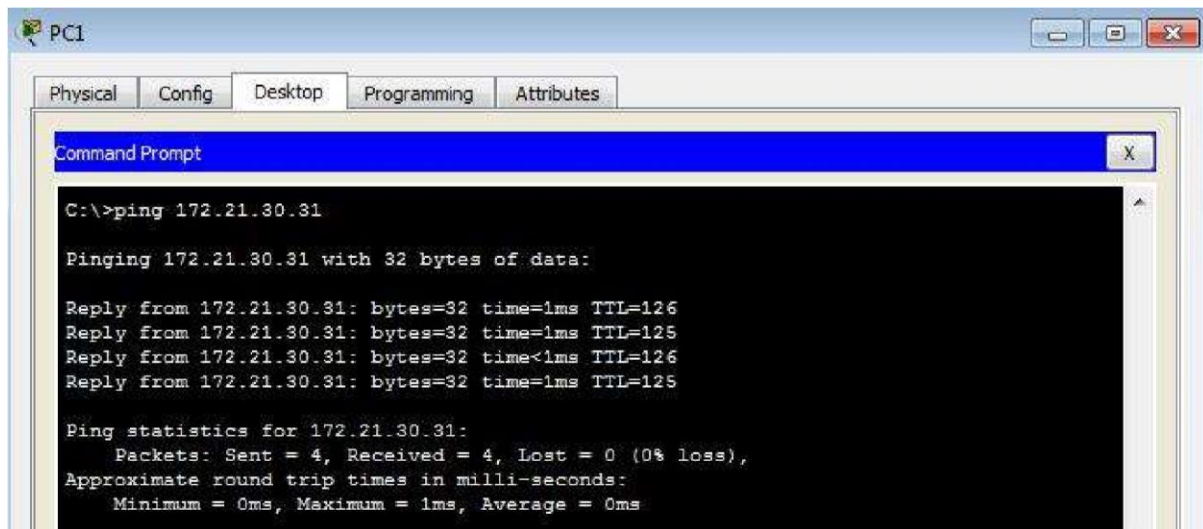 PC1
Physical Config Desktop Programming Attributes
Command Prompt X
C:\>ping 172.21.30.31
Pinging 172.21.30.31 with 32 bytes of data:
Reply from 172.21.30.31: bytes=32 time=1ms TTL=126
Reply from 172.21.30.31: bytes=32 time=1ms TTL=125
Reply from 172.21.30.31: bytes=32 time<1ms TTL=126
Reply from 172.21.30.31: bytes=32 time=1ms TTL=125
Ping statistics for 172.21.30.31:
Packets: Sent = 4, Received = 4, Lost = 0 (0% loss),
Approximate round trip times in milli-seconds:
Minimum = 0ms, Maximum = 1ms, Average = 0ms